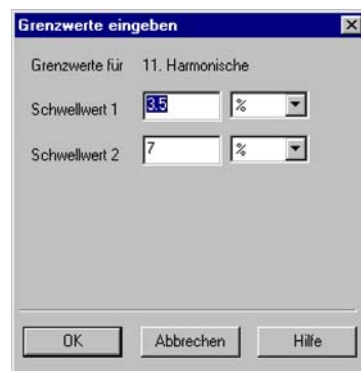 Grenzwerte eingeben
Grenzwerte für 11. Harmonische
Schwellwert 1 3.5 %
Schwellwert 2 7 %
OK Abbrechen Hilfe